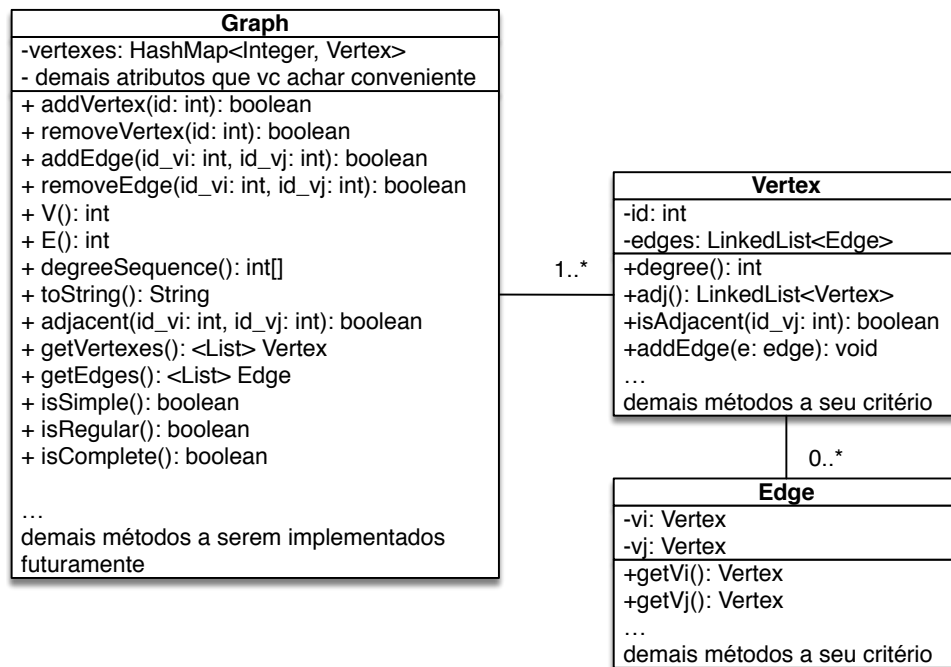 Graph
-vertexes: HashMap<Integer, Vertex>
- demais atributos que vc achar conveniente
+ addVertex(id: int): boolean
+ removeVertex(id: int): boolean
+ addEdge(id_vi: int, id_vj: int): boolean
+ removeEdge(id_vi: int, id_vj: int): boolean
+ V(): int
+ E(): int
+ degreeSequence(): int[]
+ toString(): String
+ adjacent(id_vi: int, id_vj: int): boolean
+ getVertexes(): <List> Vertex
+ getEdges(): <List> Edge
+ isSimple(): boolean
+ isRegular(): boolean
+ isComplete(): boolean
…
demais métodos a serem implementados
futuramente
1..*
Vertex
-id: int
-edges: LinkedList<Edge>
+degree(): int
+adj(): LinkedList<Vertex>
+isAdjacent(id_vj: int): boolean
+addEdge(e: edge): void
…
demais métodos a seu critério
0..*
Edge
-vi: Vertex
-vj: Vertex
+getVi(): Vertex
+getVj(): Vertex
…
demais métodos a seu critério